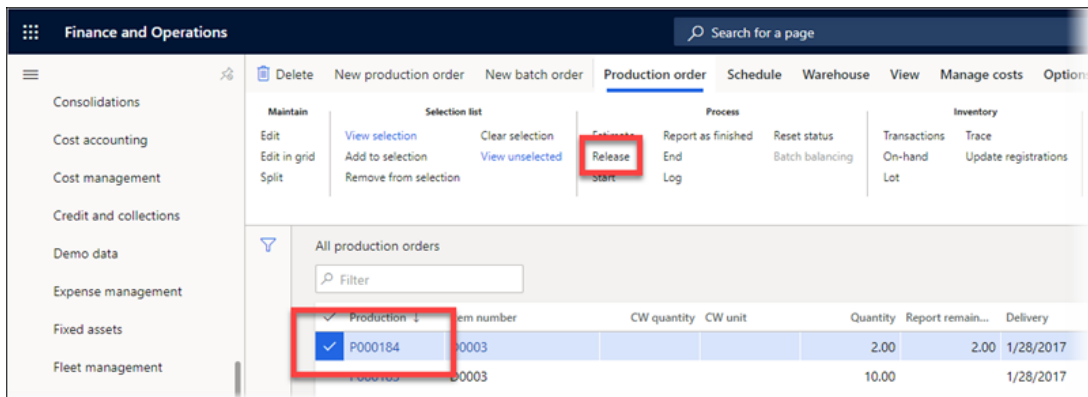 Finance and Operations
Search for a page
Delete New production order New batch order Production order Schedule Warehouse View Manage costs Option
Maintain Selection list Process Inventory
Edit View selection Clear selection Estimate Report as finished Reset status Transactions Trace
Edit in grid Add to selection View unselected Release End Batch balancing On-hand Update registrations
Split Remove from selection Start Log Lot
Consolidations
Cost accounting
Cost management
Credit and collections
Demo data
Expense management
Fixed assets
Fleet management
All production orders
Filter
Production ↓ em number CW quantity CW unit Quantity Report remain... Delivery
P000184 D0003 2.00 2.00 1/28/2017
D0003 10.00 1/28/2017